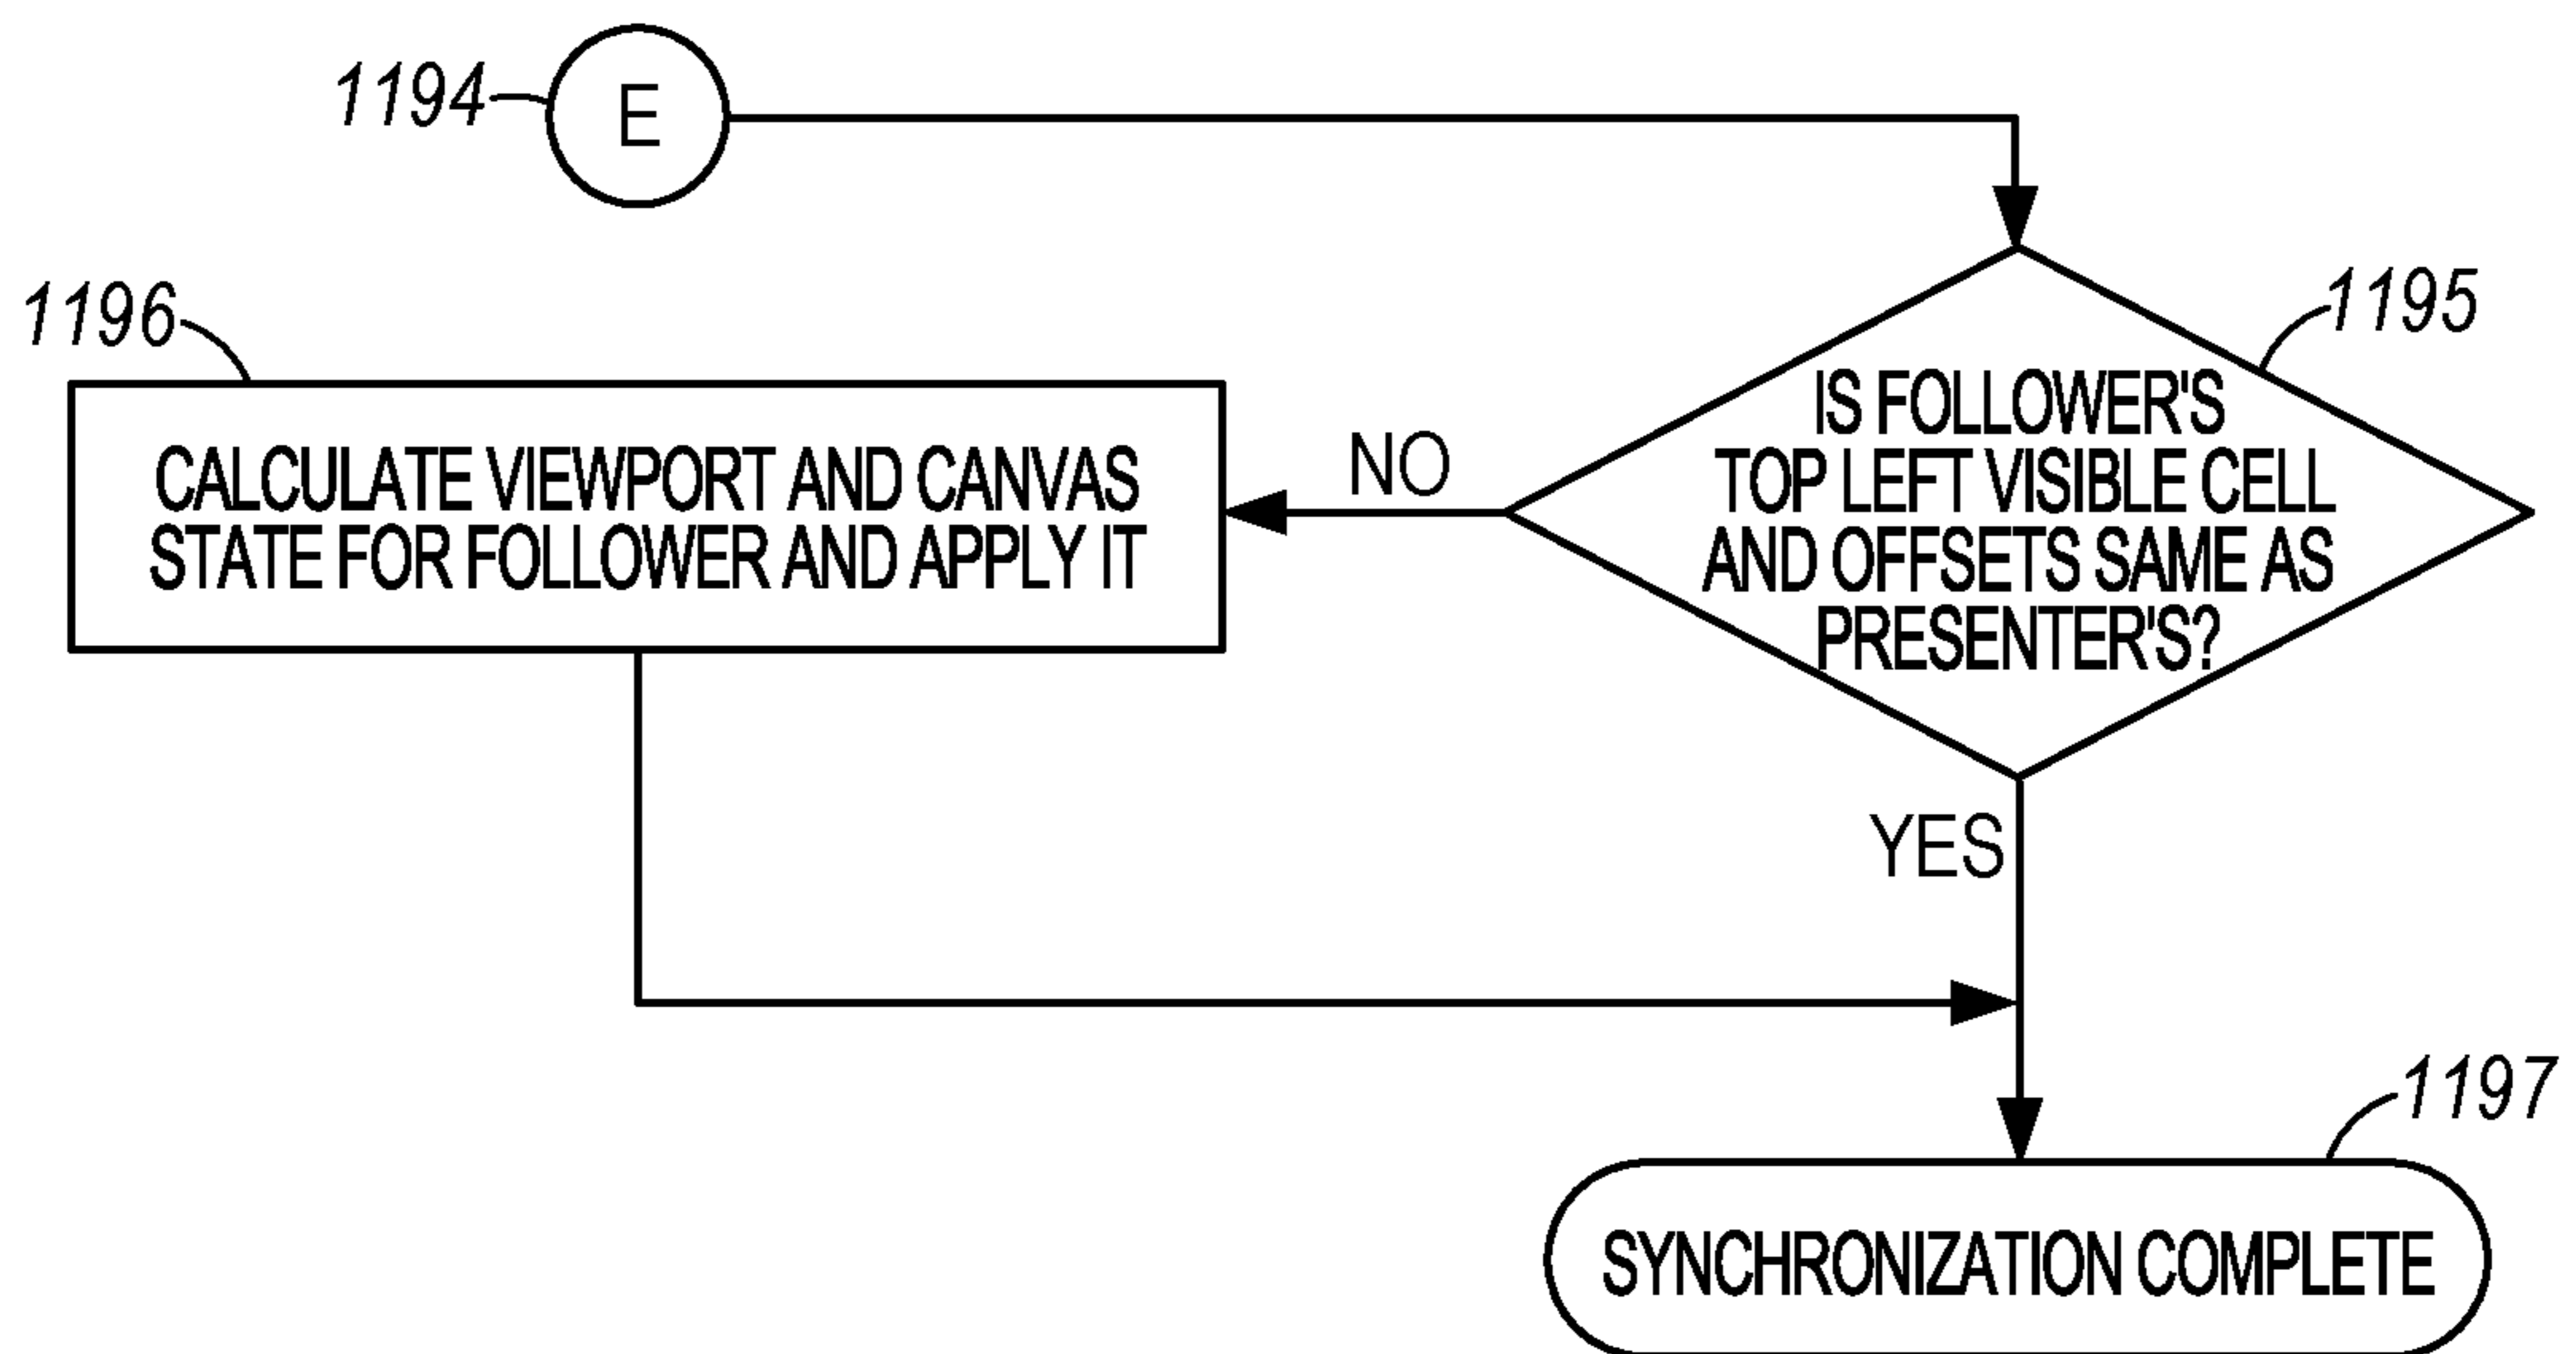 1194
E
1196
1195
CALCULATE VIEWPORT AND CANVAS
STATE FOR FOLLOWER AND APPLY IT
NO
IS FOLLOWER'S
TOP LEFT VISIBLE CELL
AND OFFSETS SAME AS
PRESENTER'S?
YES
1197
SYNCHRONIZATION COMPLETE